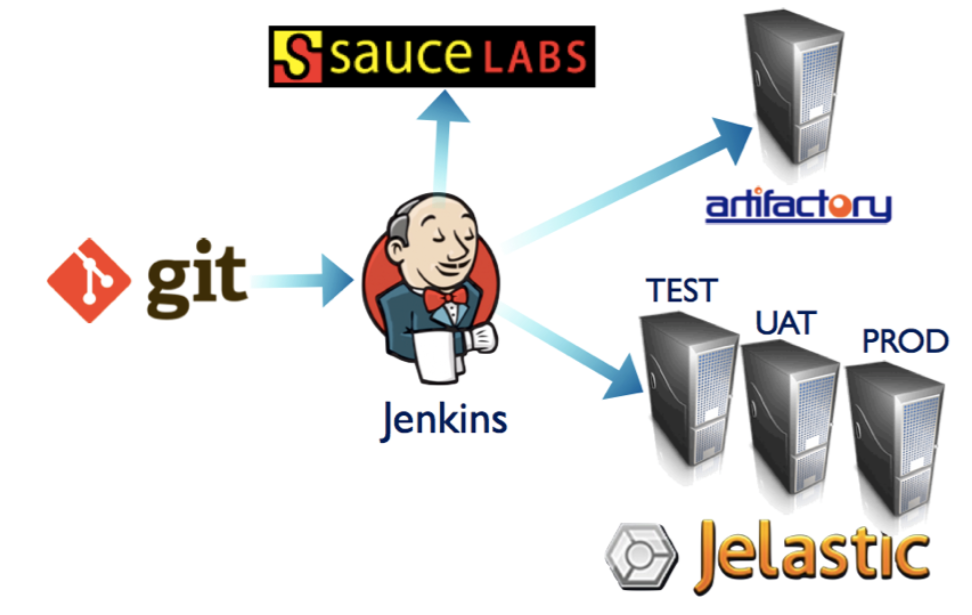 sauce LABS
artifactory
git
TEST
UAT
PROD
Jenkins
Jelastic